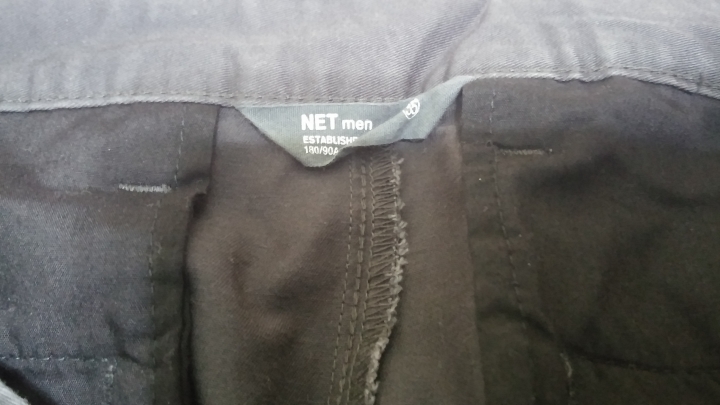 NET men
ESTABLISHE
180/90A